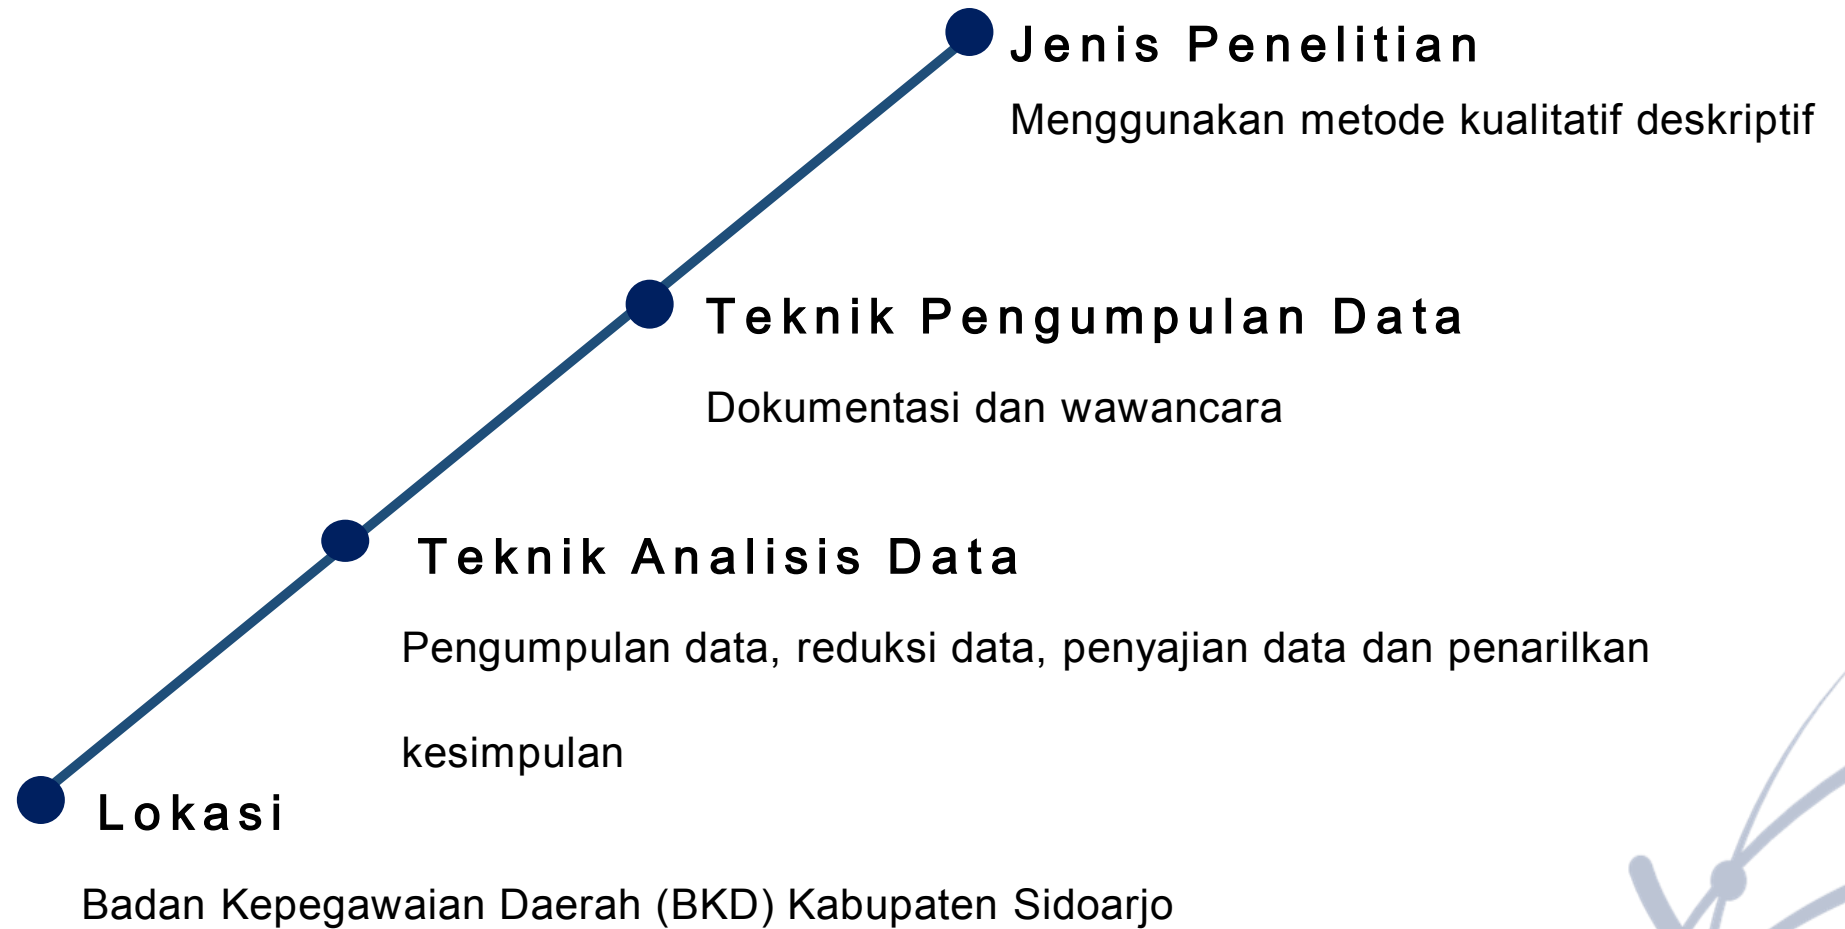 Jenis Penelitian
Menggunakan metode kualitatif deskriptif
Teknik Pengumpulan Data
Dokumentasi dan wawancara
Teknik Analisis Data
Pengumpulan data, reduksi data, penyajian data dan penarilkan
kesimpulan
Lokasi
Badan Kepegawaian Daerah (BKD) Kabupaten Sidoarjo